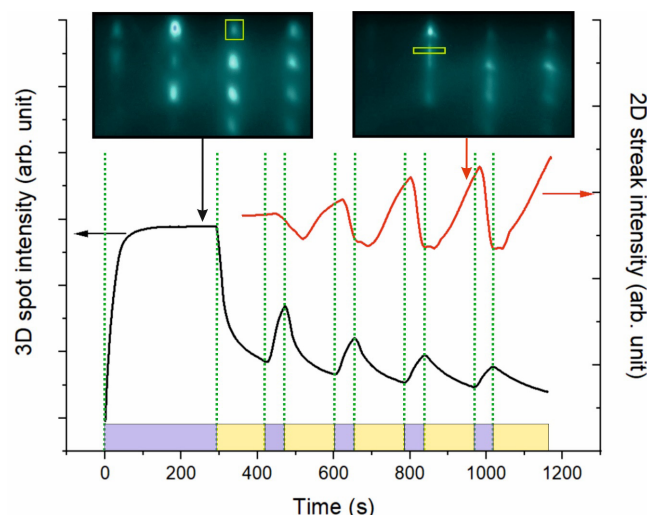 3D spot intensity (arb. unit)
2D streak intensity
(arb. unit)
0
200
400
600
800
1000
1200
Time (s)